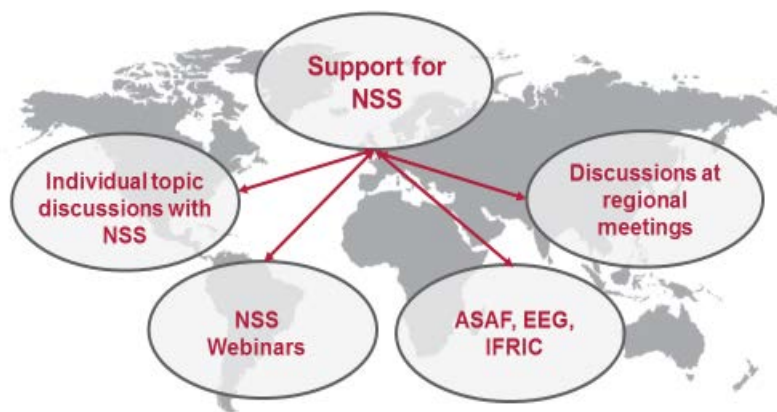 Support for
NSS
Individual topic
discussions with
NSS
Discussions at
regional
meetings
NSS
Webinars
ASAF, EEG,
IFRIC